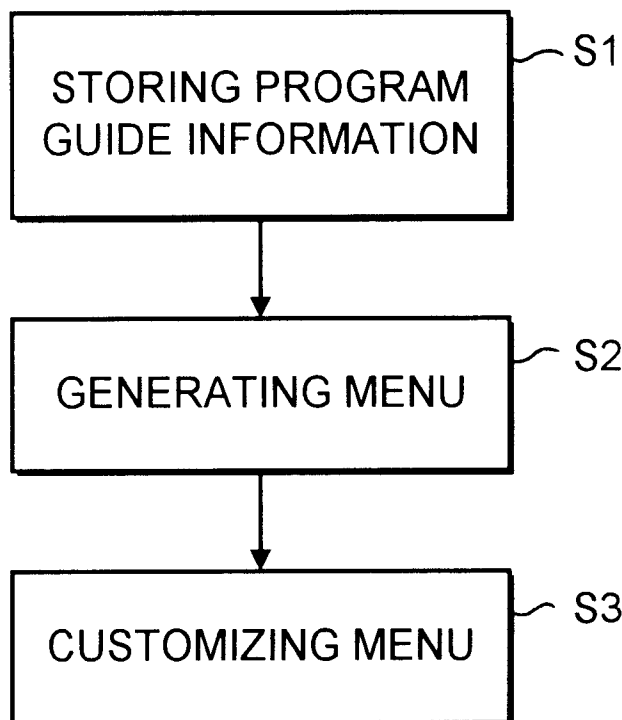 STORING PROGRAM
GUIDE INFORMATION
S1
GENERATING MENU
S2
CUSTOMIZING MENU
S3